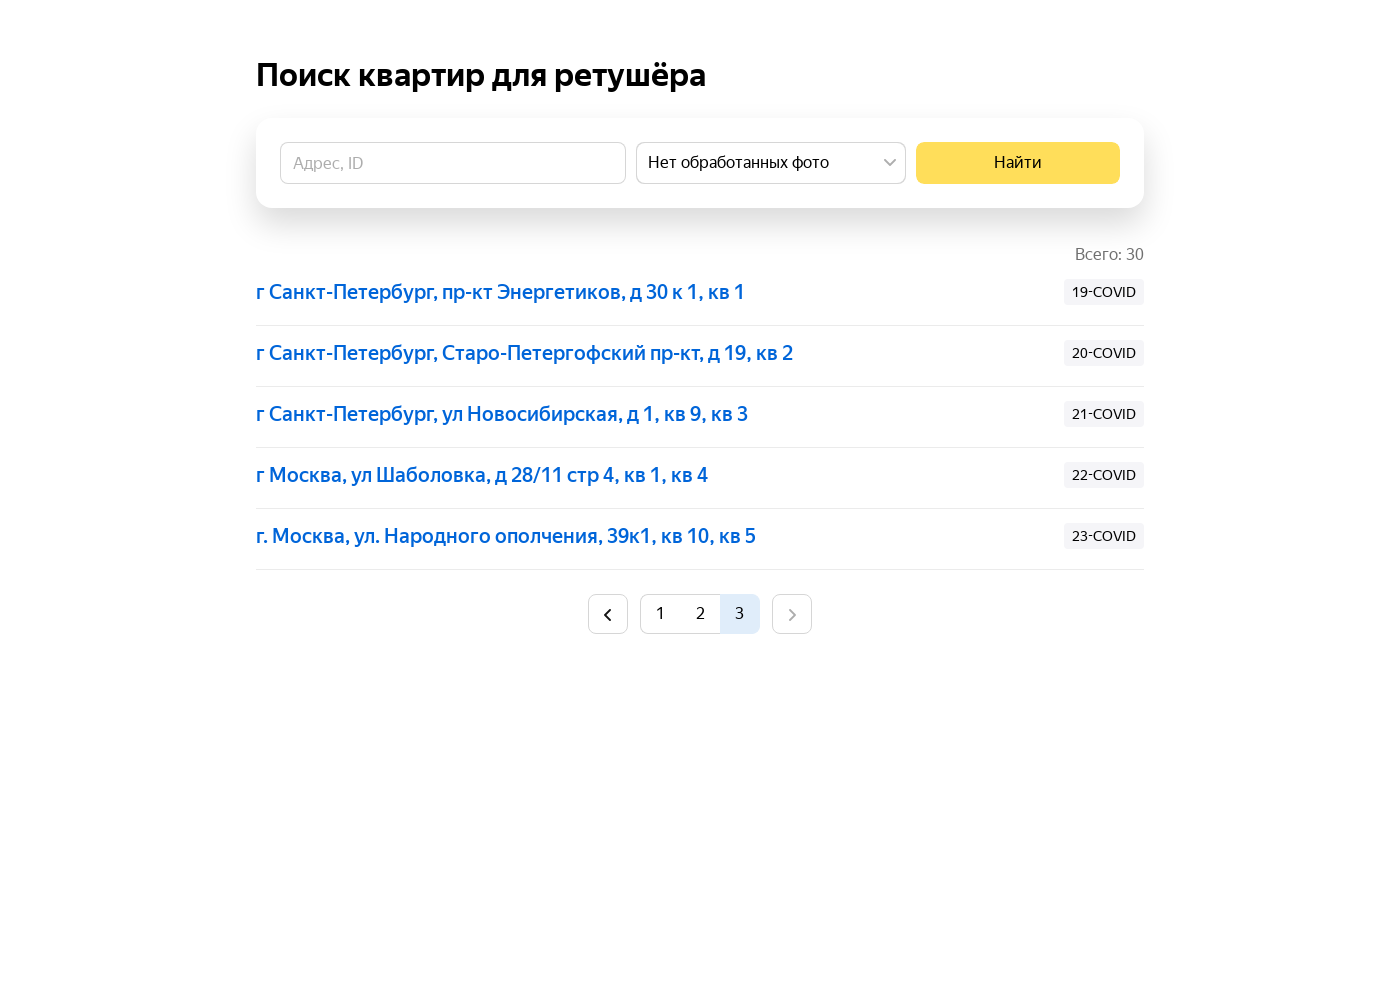 Поиск квартир для ретушёра
Адрес, ID
Нет обработанных фото
Найти
Всего: 30
г Санкт-Петербург, пр-кт Энергетиков, д 30 к 1, кв 1
19-COVID
г Санкт-Петербург, Старо-Петергофский пр-кт, д 19, кв 2
20-COVID
г Санкт-Петербург, ул Новосибирская, д 1, кв 9, кв 3
21-COVID
г Москва, ул Шаболовка, д 28/11 стр 4, кв 1, кв 4
22-COVID
г. Москва, ул. Народного ополчения, 39к1, кв 10, кв 5
23-COVID
1 2 3